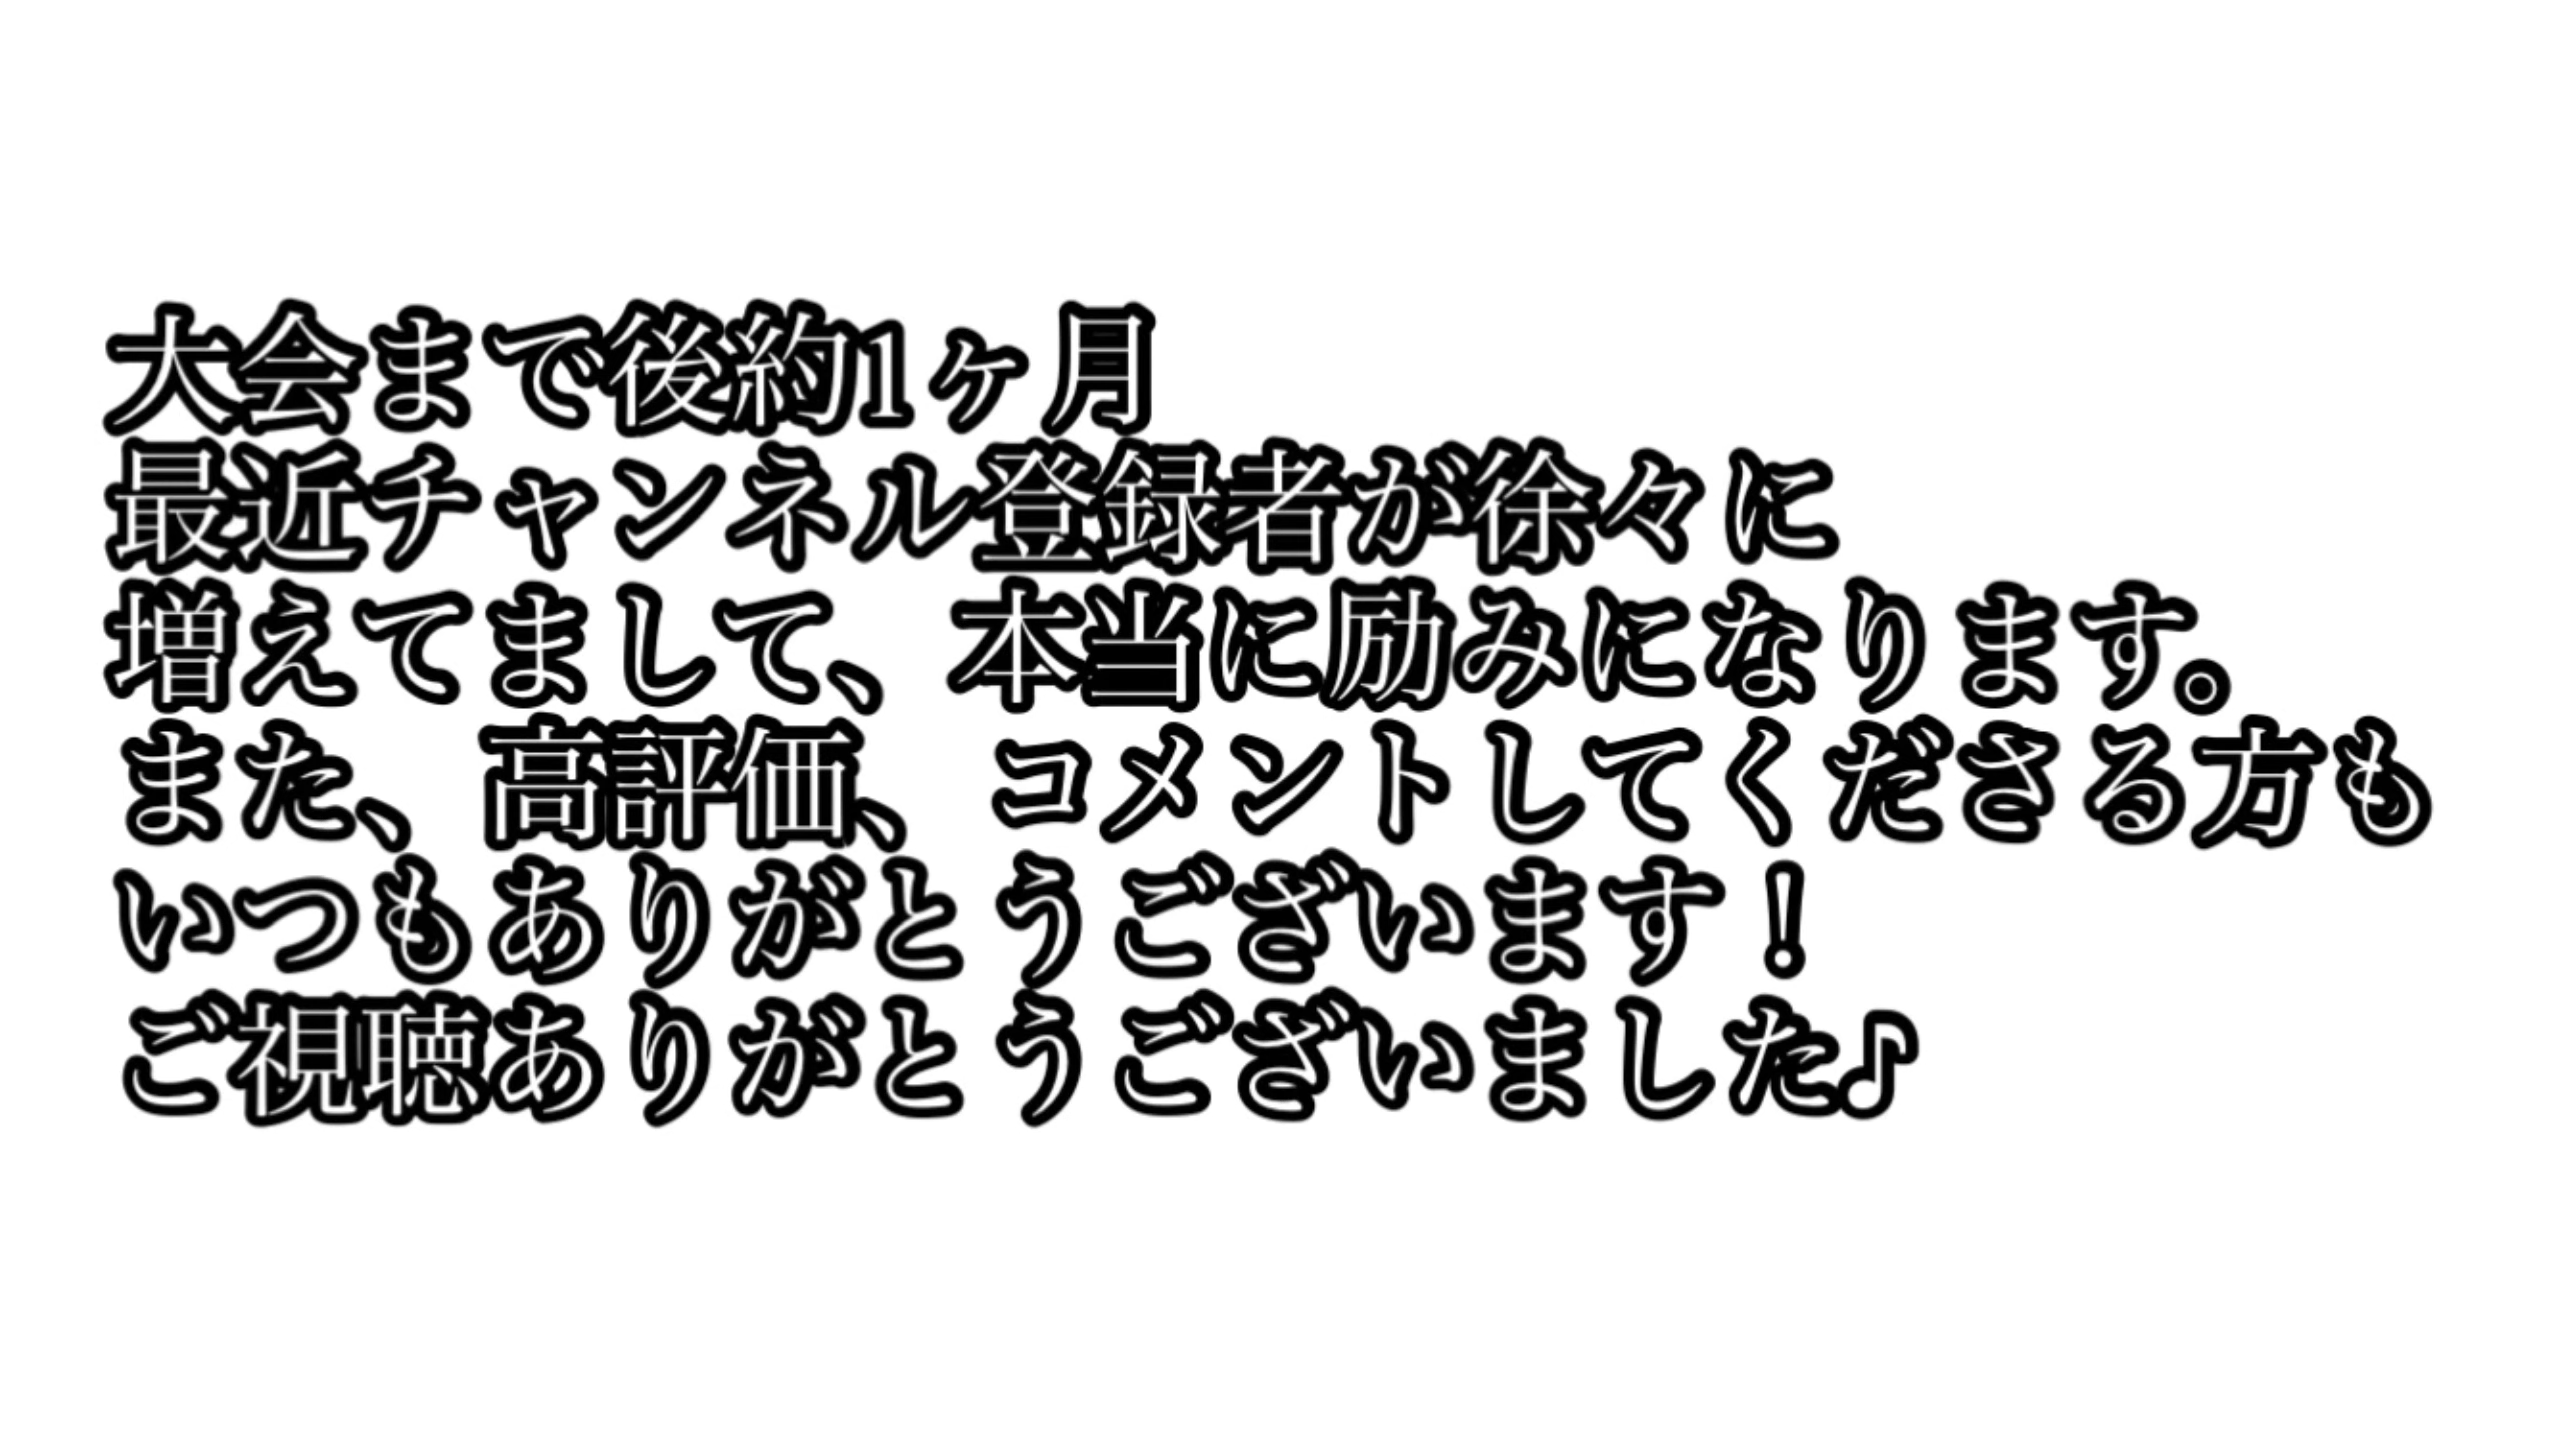 大会まで後約1ヶ月
最近チャンネル登録者が徐々に
増えてまして、本当に励みになります。
また、高評価、コメントしてくださる方も
いつもありがとうございます！
ご視聴ありがとうございました♪